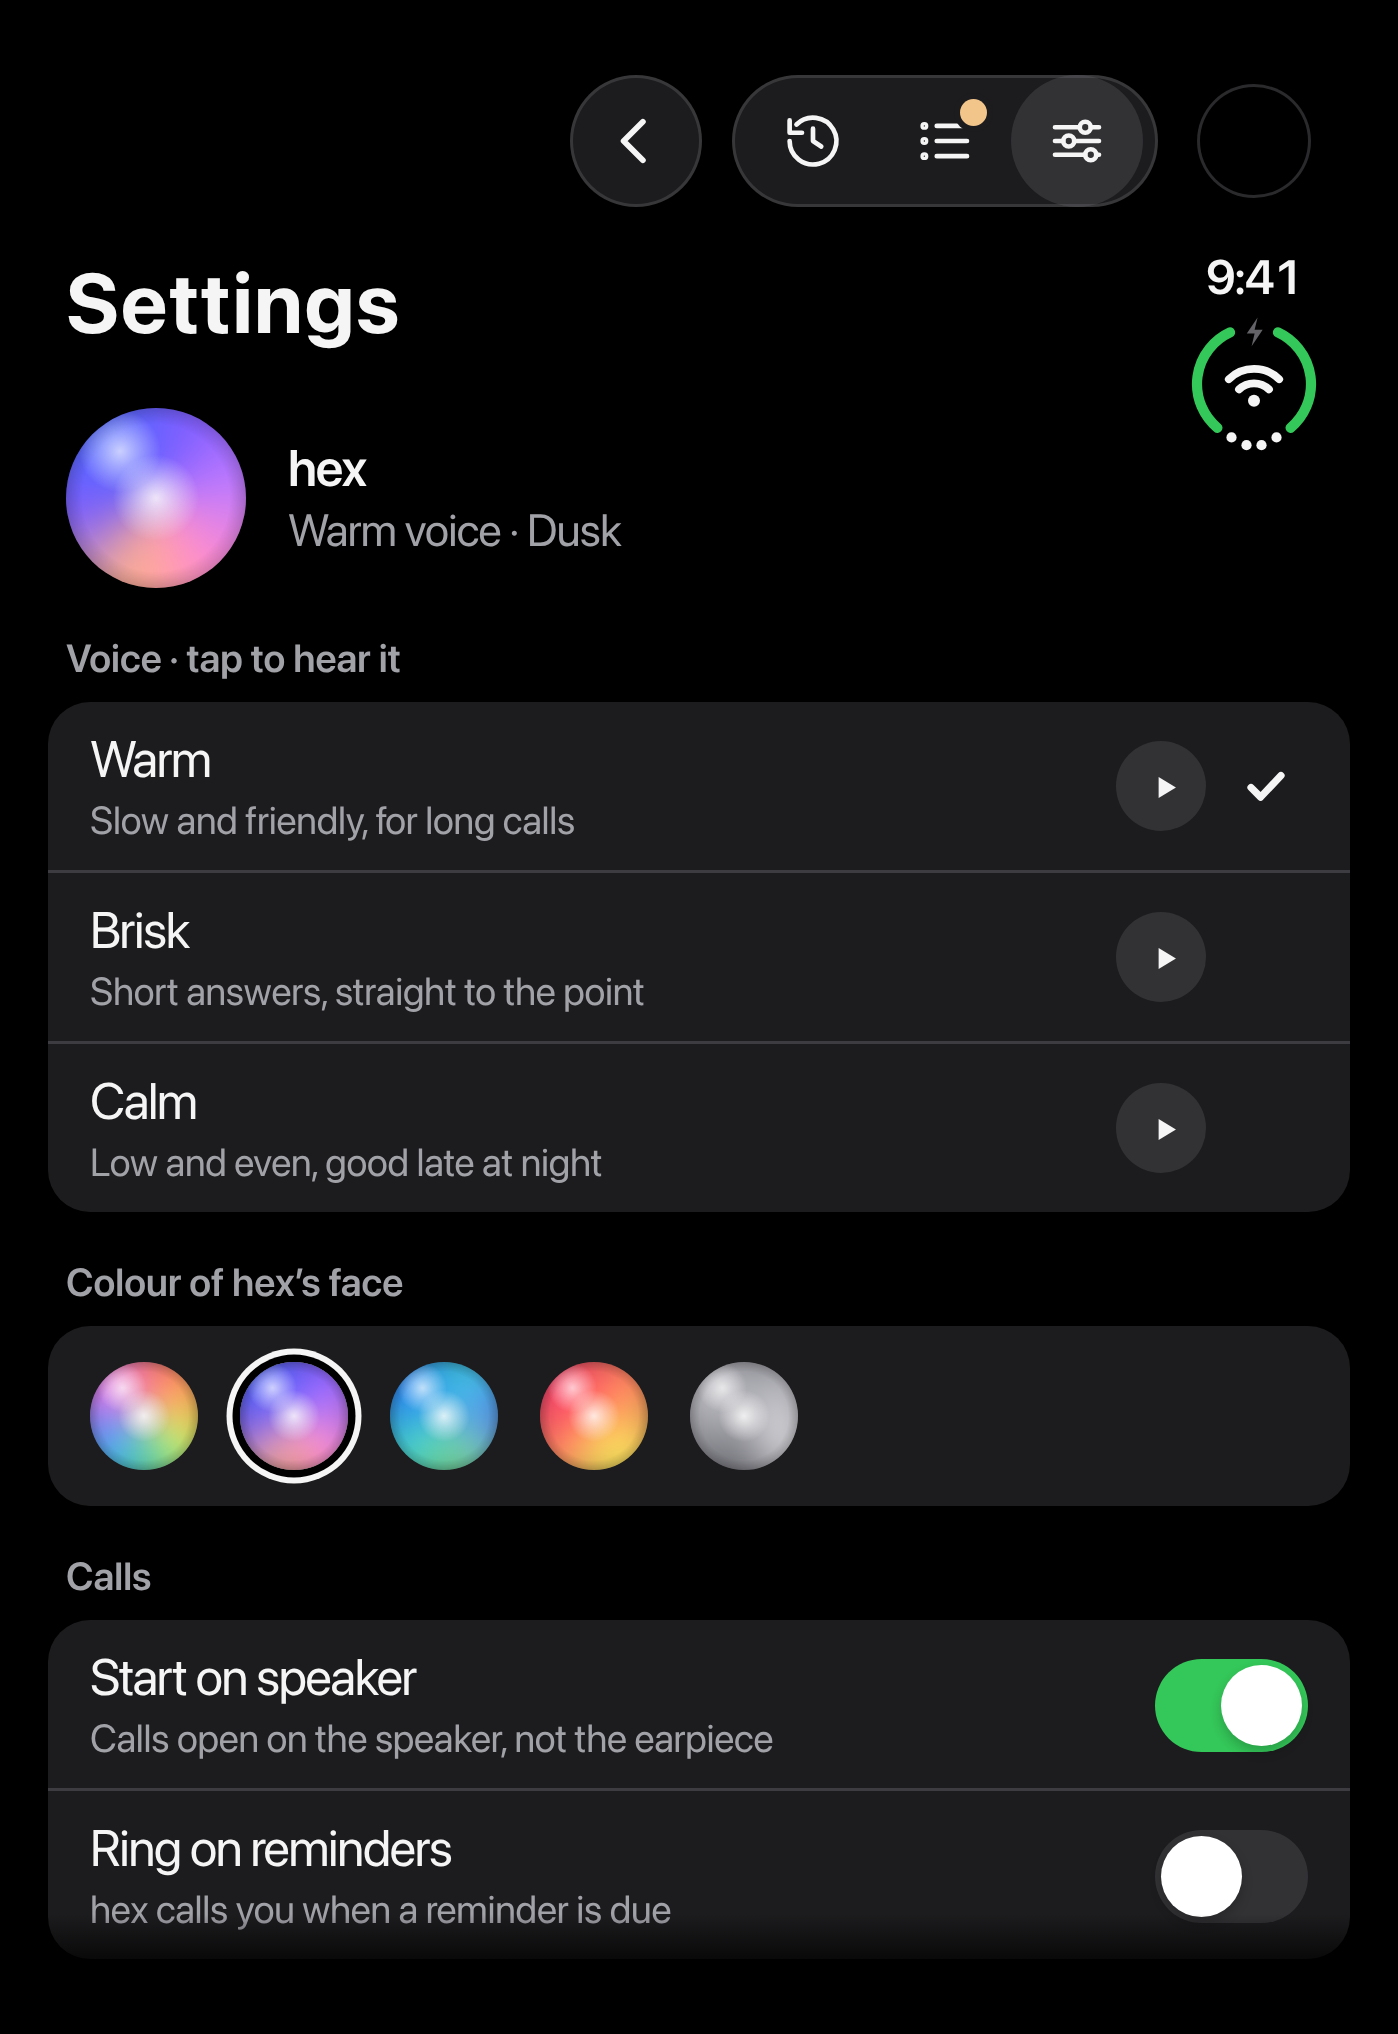 Settings
9:41
hex
Warm voice · Dusk
Voice · tap to hear it
Warm
Slow and friendly, for long calls
Brisk
Short answers, straight to the point
Calm
Low and even, good late at night
Colour of hex’s face
Calls
Start on speaker
Calls open on the speaker, not the earpiece
Ring on reminders
hex calls you when a reminder is due